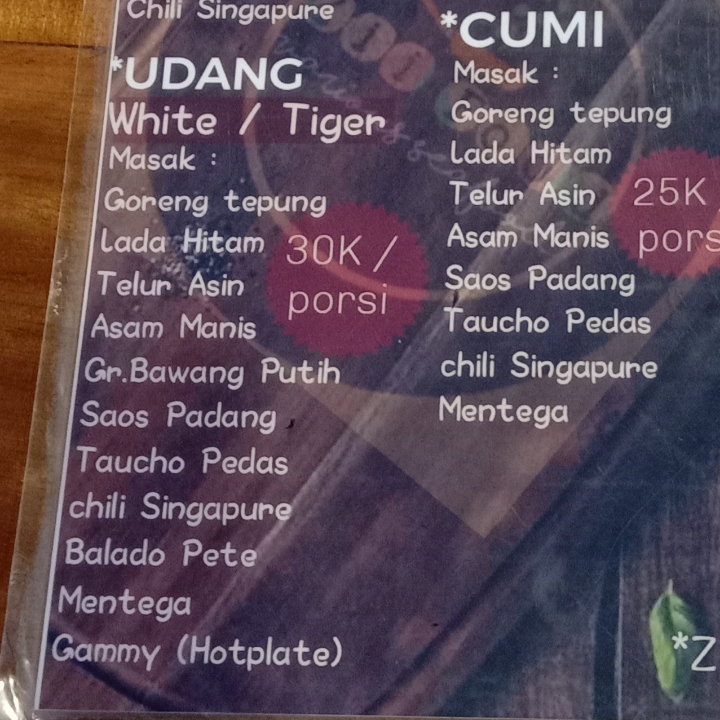 Chili Singapure
*UDANG
White / Tiger
Masak :
Goreng tepung
Lada Hitam
Telur Asin
Asam Manis
Gr.Bawang Putih
Saos Padang
Taucho Pedas
chili Singapure
Balado Pete
Mentega
Gammy (Hotplate)
30K /
porsi
*CUMI
Masak :
Goreng tepung
Lada Hitam
Telur Asin
Asam Manis
Saos Padang
Taucho Pedas
chili Singapure
Mentega
25K
pors
*Z